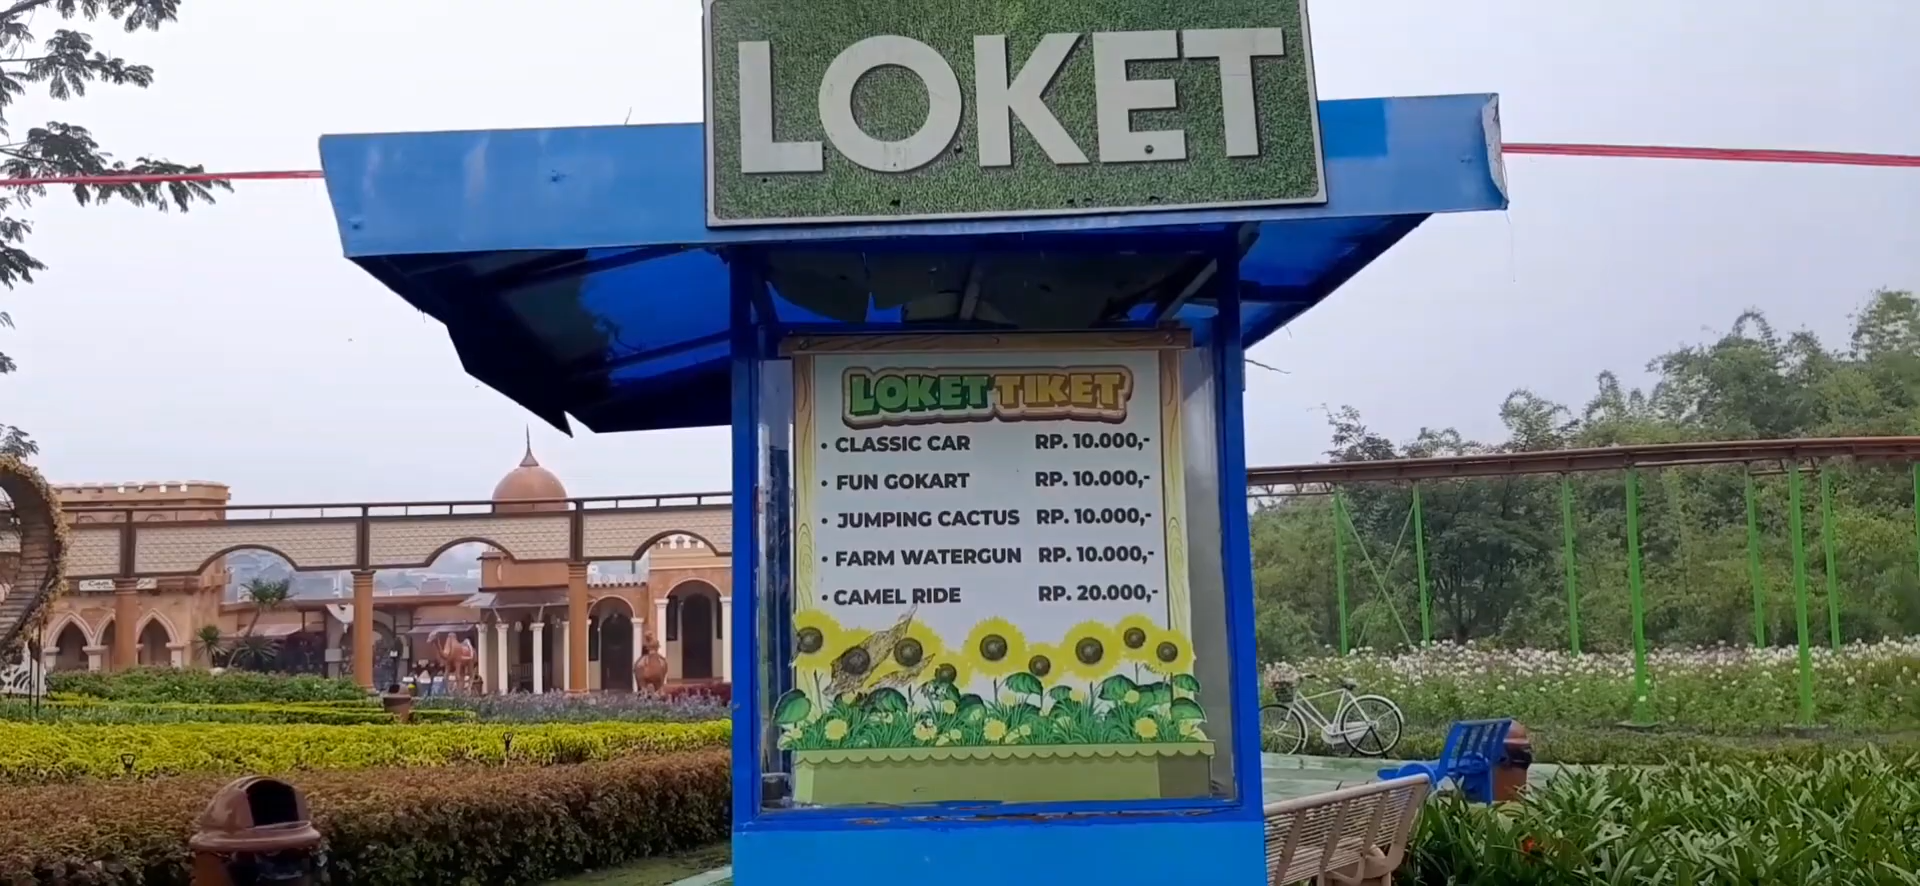 LOKET
LOKET TIKET
• CLASSIC CAR RP. 10.000,-
• FUN GOKART RP. 10.000,-
• JUMPING CACTUS RP. 10.000,-
• FARM WATERGUN RP. 10.000,-
• CAMEL RIDE RP. 20.000,-